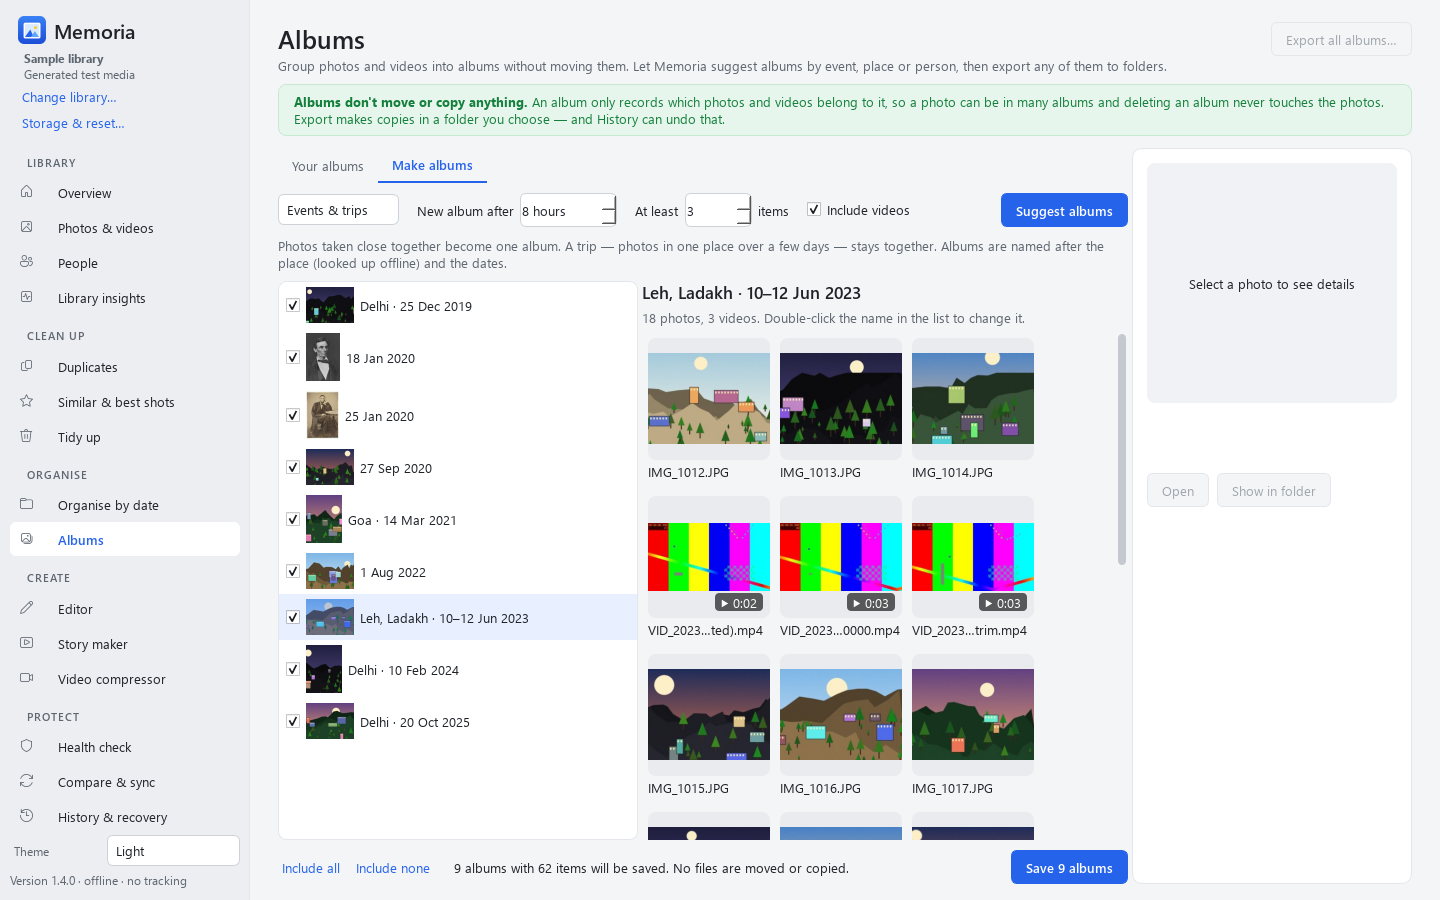 Memoria
Sample library
Generated test media
Change library...
Storage & reset...
LIBRARY
Overview
Photos & videos
People
Library insights
CLEAN UP
Duplicates
Similar & best shots
Tidy up
ORGANISE
Organise by date
Albums
CREATE
Editor
Story maker
Video compressor
PROTECT
Health check
Compare & sync
History & recovery
Theme
Light
Version 1.4.0 · offline · no tracking
Albums
Export all albums...
Group photos and videos into albums without moving them. Let Memoria suggest albums by event, place or person, then export any of them to folders.
Albums don't move or copy anything. An album only records which photos and videos belong to it, so a photo can be in many albums and deleting an album never touches the photos.
Export makes copies in a folder you choose — and History can undo that.
Your albums
Make albums
Events & trips
New album after
8 hours
At least
3
items
Include videos
Suggest albums
Photos taken close together become one album. A trip — photos in one place over a few days — stays together. Albums are named after the
place (looked up offline) and the dates.
Delhi · 25 Dec 2019
18 Jan 2020
25 Jan 2020
27 Sep 2020
Goa · 14 Mar 2021
1 Aug 2022
Leh, Ladakh · 10–12 Jun 2023
Delhi · 10 Feb 2024
Delhi · 20 Oct 2025
Leh, Ladakh · 10–12 Jun 2023
18 photos, 3 videos. Double-click the name in the list to change it.
IMG_1012.JPG
IMG_1013.JPG
IMG_1014.JPG
0:02
0:03
0:03
VID_2023...ted).mp4
VID_2023...0000.mp4
VID_2023...trim.mp4
IMG_1015.JPG
IMG_1016.JPG
IMG_1017.JPG
Include all
Include none
9 albums with 62 items will be saved. No files are moved or copied.
Save 9 albums
Select a photo to see details
Open
Show in folder